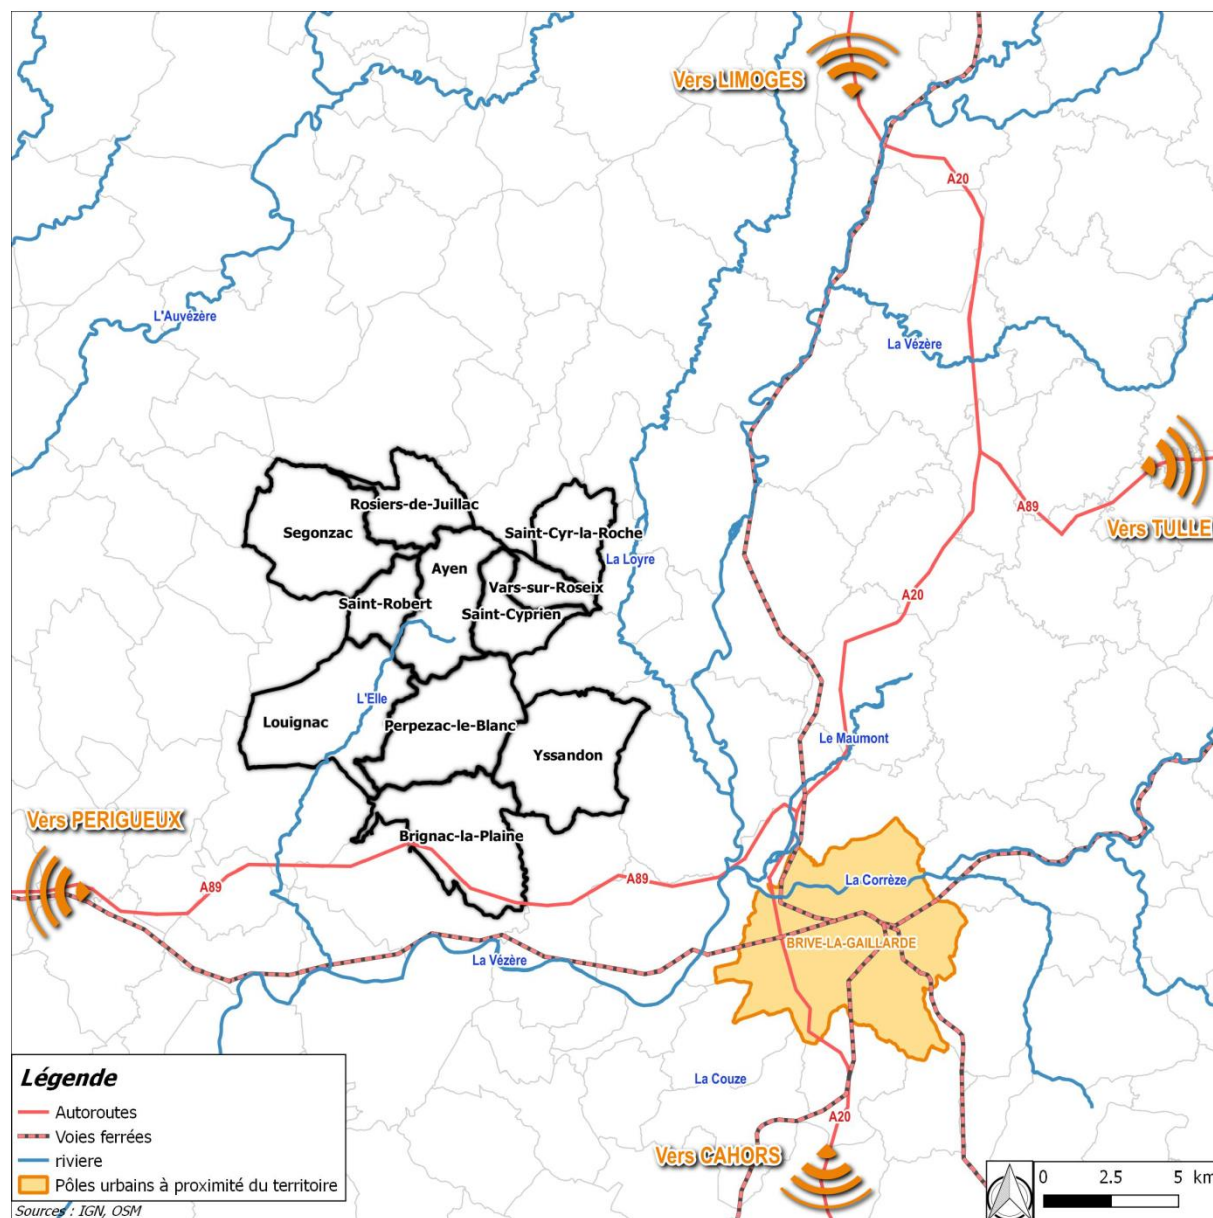 Vers LIMOGES
A20
L'Auvézère
La Vézère
Rosiers-de-Juillac
Segonzac
Saint-Cyr-la-Roche
A89
Vers TULLE
La Loyre
Ayen
Vars-sur-Roseix
A20
Saint-Robert
Saint-Cyprien
L'Elle
Louignac
Perpezac-le-Blanc
Le Maumont
Yssandon
Vers PERIGUEUX
Brignac-la-Plaine
A89
A89
La Corrèze
BRIVE-LA-GAILLARDE
La Vézère
La Couze
A20
Vers CAHORS
Légende
Autoroutes
Voies ferrées
riviere
Pôles urbains à proximité du territoire
0 2.5 5 km
Sources : IGN, OSM